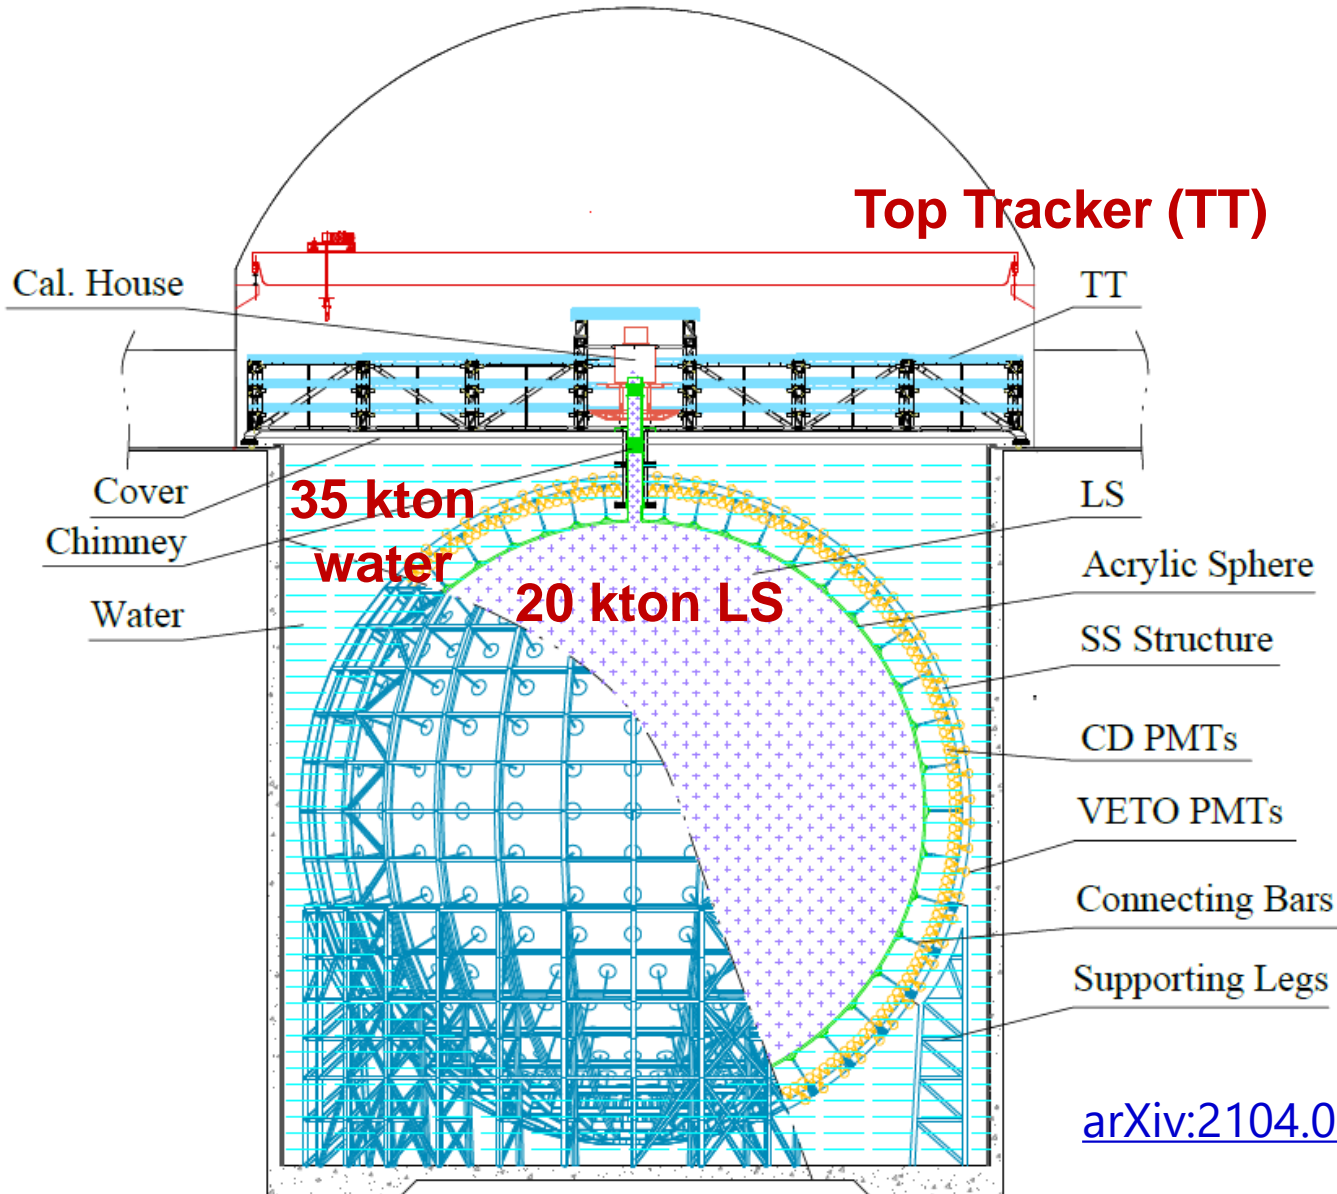 Top Tracker (TT)
Cal. House
TT
Cover
Chimney
Water
35 kton
water
20 kton LS
LS
Acrylic Sphere
SS Structure
CD PMTs
VETO PMTs
Connecting Bars
Supporting Legs
arXiv:2104.0